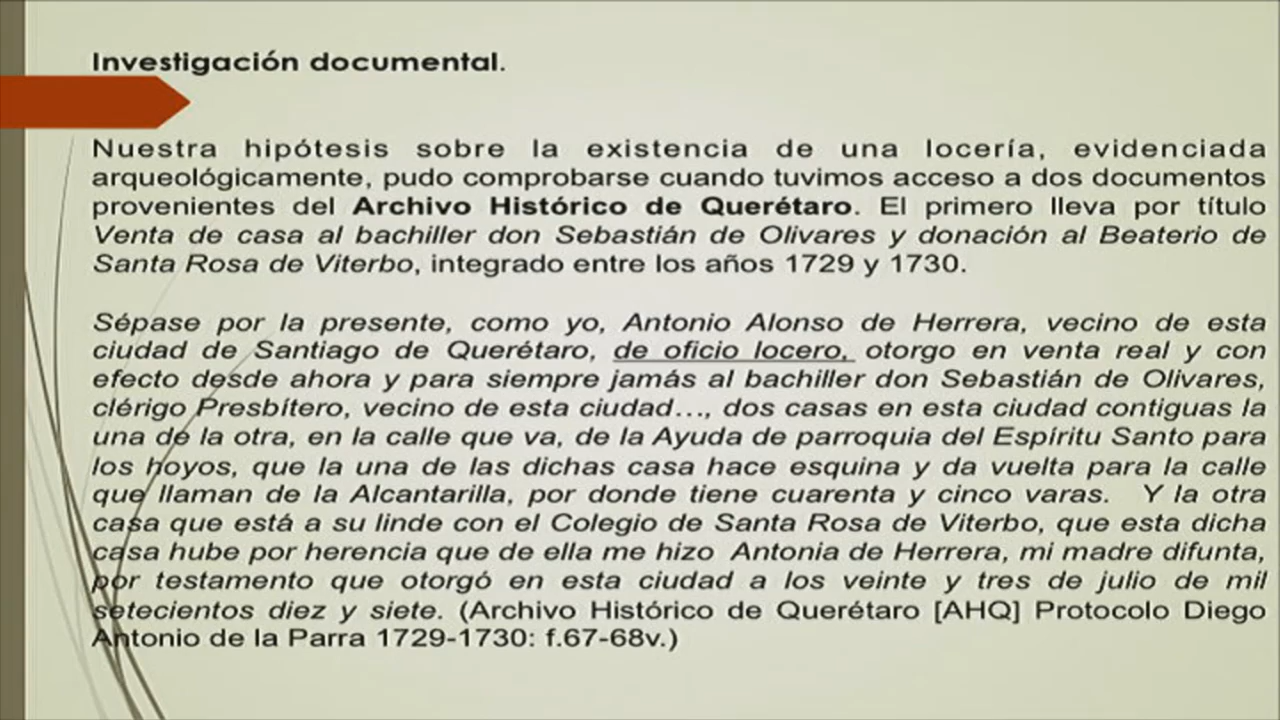 Investigación documental.
Nuestra hipótesis sobre la existencia de una locería, evidenciada
arqueológicamente, pudo comprobarse cuando tuvimos acceso a dos documentos
provenientes del Archivo Histórico de Querétaro. El primero lleva por título
Venta de casa al bachiller don Sebastián de Olivares y donación al Beaterio de
Santa Rosa de Viterbo, integrado entre los años 1729 y 1730.
Sépase por la presente, como yo, Antonio Alonso de Herrera, vecino de esta
ciudad de Santiago de Querétaro, de oficio locero, otorgo en venta real y con
efecto desde ahora y para siempre jamás al bachiller don Sebastián de Olivares,
clérigo Presbítero, vecino de esta ciudad…, dos casas en esta ciudad contiguas la
una de la otra, en la calle que va, de la Ayuda de parroquia del Espíritu Santo para
los hoyos, que la una de las dichas casa hace esquina y da vuelta para la calle
que llaman de la Alcantarilla, por donde tiene cuarenta y cinco varas. Y la otra
casa que está a su linde con el Colegio de Santa Rosa de Viterbo, que esta dicha
casa hube por herencia que de ella me hizo Antonia de Herrera, mi madre difunta,
por testamento que otorgó en esta ciudad a los veinte y tres de julio de mil
setecientos diez y siete. (Archivo Histórico de Querétaro [AHQ] Protocolo Diego
Antonio de la Parra 1729-1730: f.67-68v.)